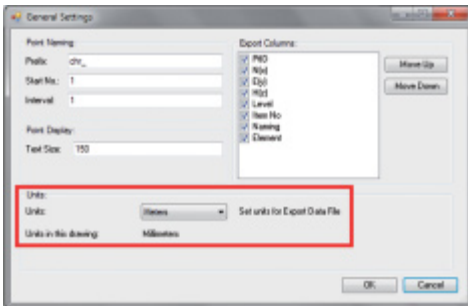 General Settings
Point Naming:
Prefix: chr_
Start No.: 1
Interval: 1
Point Display:
Text Size: 150
Export Columns:
PNO
N(x)
E(y)
H(z)
Level
Item No
Naming
Element
Move Up
Move Down
Units:
Units: Meters Set units for Export Data File
Units in this drawing: Millimeters
OK Cancel